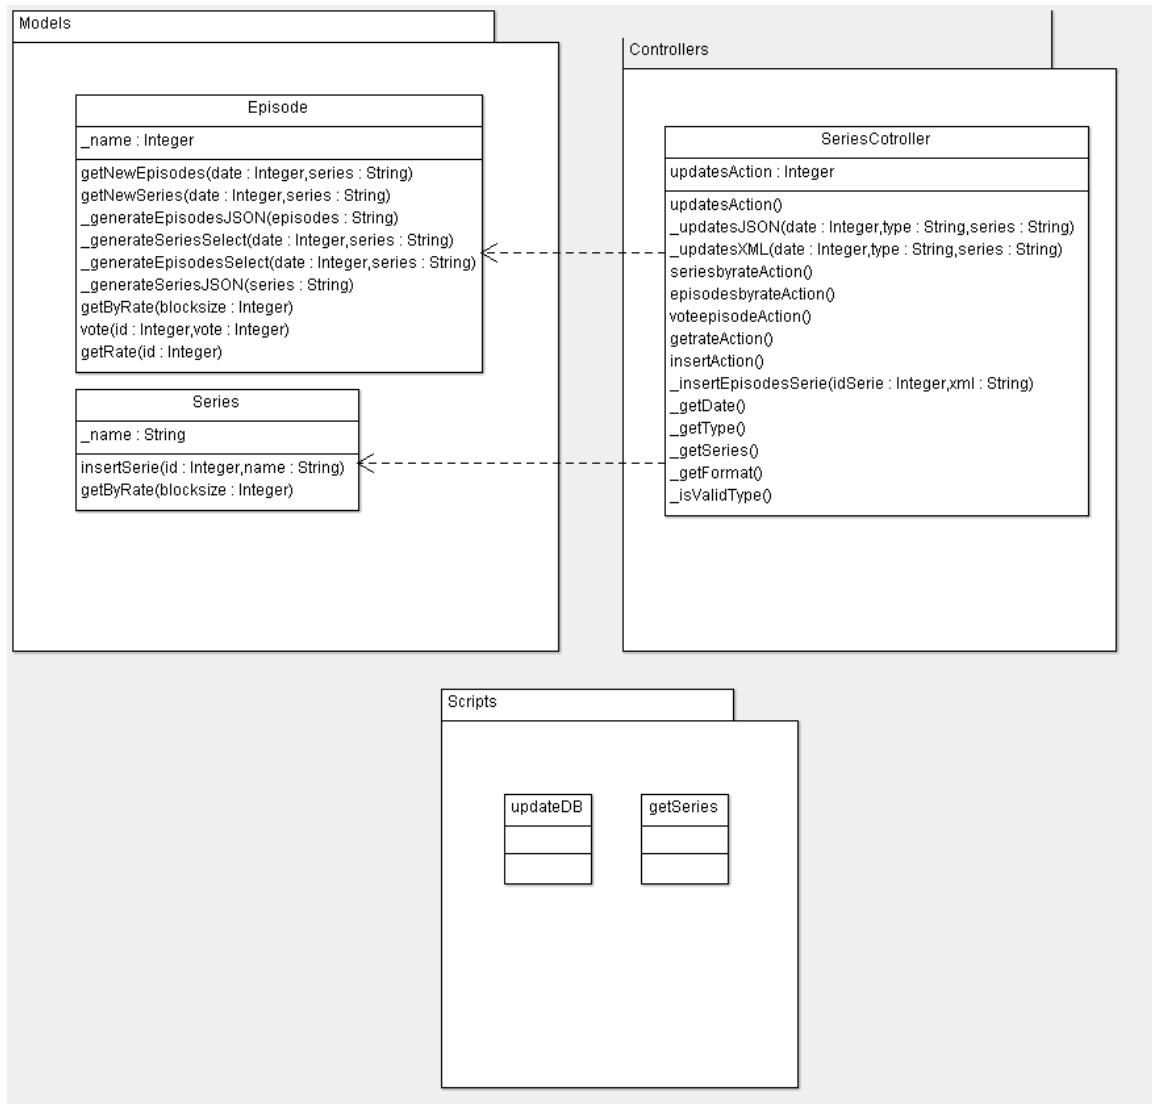 Models
Episode
_name : Integer
getNewEpisodes(date : Integer,series : String)
getNewSeries(date : Integer,series : String)
_generateEpisodesJSON(episodes : String)
_generateSeriesSelect(date : Integer,series : String)
_generateEpisodesSelect(date : Integer,series : String)
_generateSeriesJSON(series : String)
getByRate(blocksize : Integer)
vote(id : Integer,vote : Integer)
getRate(id : Integer)
Series
_name : String
insertSerie(id : Integer,name : String)
getByRate(blocksize : Integer)
Controllers
SeriesCotroller
updatesAction : Integer
updatesAction()
_updatesJSON(date : Integer,type : String,series : String)
_updatesXML(date : Integer,type : String,series : String)
seriesbyrateAction()
episodesbyrateAction()
voteepisodeAction()
getrateAction()
insertAction()
_insertEpisodesSerie(idSerie : Integer,xml : String)
_getDate()
_getType()
_getSeries()
_getFormat()
_isValidType()
Scripts
updateDB
getSeries